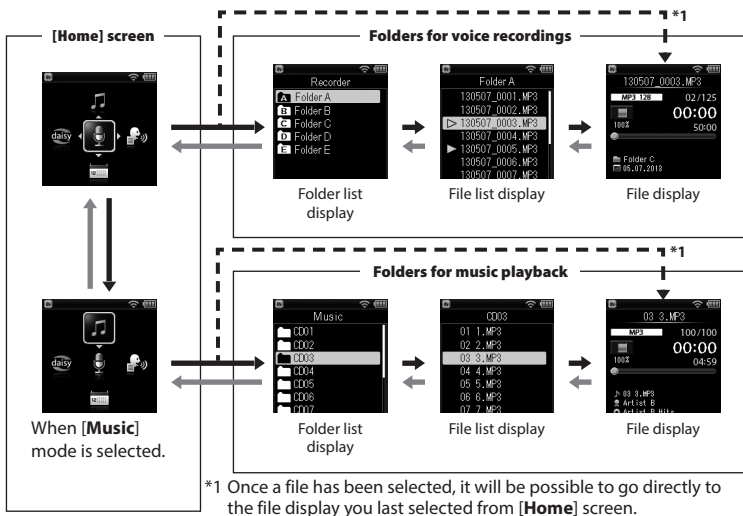 *1
[Home] screen
Folders for voice recordings
daisy
Recorder
A Folder A
B Folder B
C Folder C
D Folder D
E Folder E
Folder list
display
Folder A
130507_0001.MP3
130507_0002.MP3
130507_0003.MP3
130507_0004.MP3
130507_0005.MP3
130507_0006.MP3
130507_0007.MP3
File list display
130507_0003.MP3
MP3 128 02/125
00:00
100% 50:00
Folder C
05.07.2013
File display
*1
Folders for music playback
daisy
When [Music]
mode is selected.
Music
CD01
CD02
CD03
CD04
CD05
CD06
CD07
Folder list
display
CD03
01 1.MP3
02 2.MP3
03 3.MP3
04 4.MP3
05 5.MP3
06 6.MP3
07 7.MP3
File list display
03 3.MP3
MP3 100/100
00:00
100% 04:59
03 3.MP3
Artist B
Artist B Hits
File display
*1 Once a file has been selected, it will be possible to go directly to
the file display you last selected from [Home] screen.